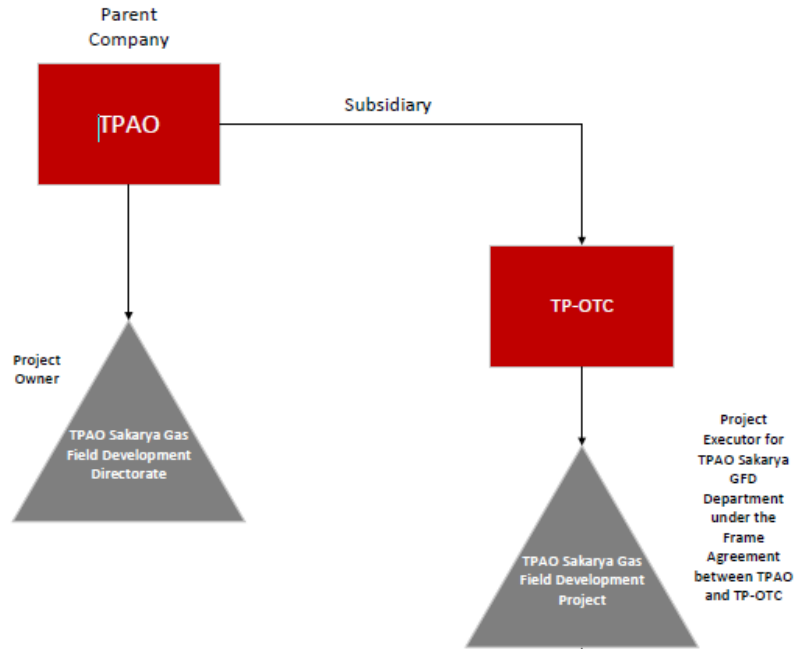 Parent
Company
TPAO
Subsidiary
TP-OTC
Project
Owner
TPAO Sakarya Gas
Field Development
Directorate
Project
Executor for
TPAO Sakarya
GFD
Department
under the
Frame
Agreement
between TPAO
and TP-OTC
TPAO Sakarya Gas
Field Development
Project